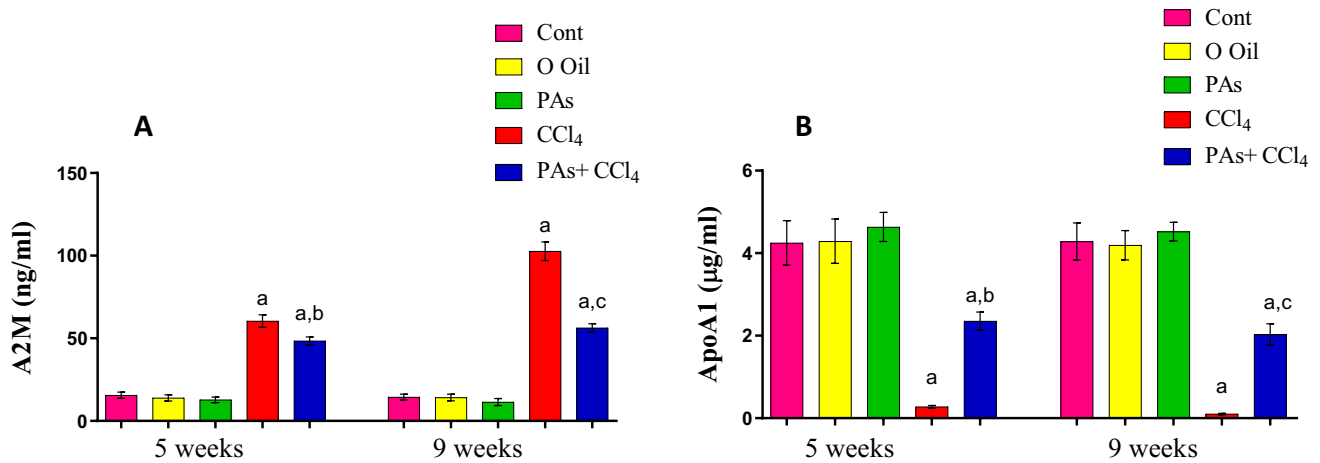 A
Cont
O Oil
PAs
CCl₄
PAs+ CCl₄
A2M (ng/ml)
150
100
50
0
a
a,b
a
a,c
5 weeks
9 weeks
B
Cont
O Oil
PAs
CCl₄
PAs+ CCl₄
ApoA1 (μg/ml)
6
4
2
0
a
a,b
a
a,c
5 weeks
9 weeks